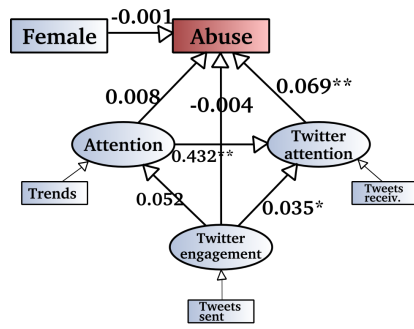 -0.001
Female
Abuse
0.008
-0.004
0.069**
Attention
0.432**
Twitter
attention
Trends
0.052
0.035*
Tweets
receiv.
Twitter
engagement
Tweets
sent